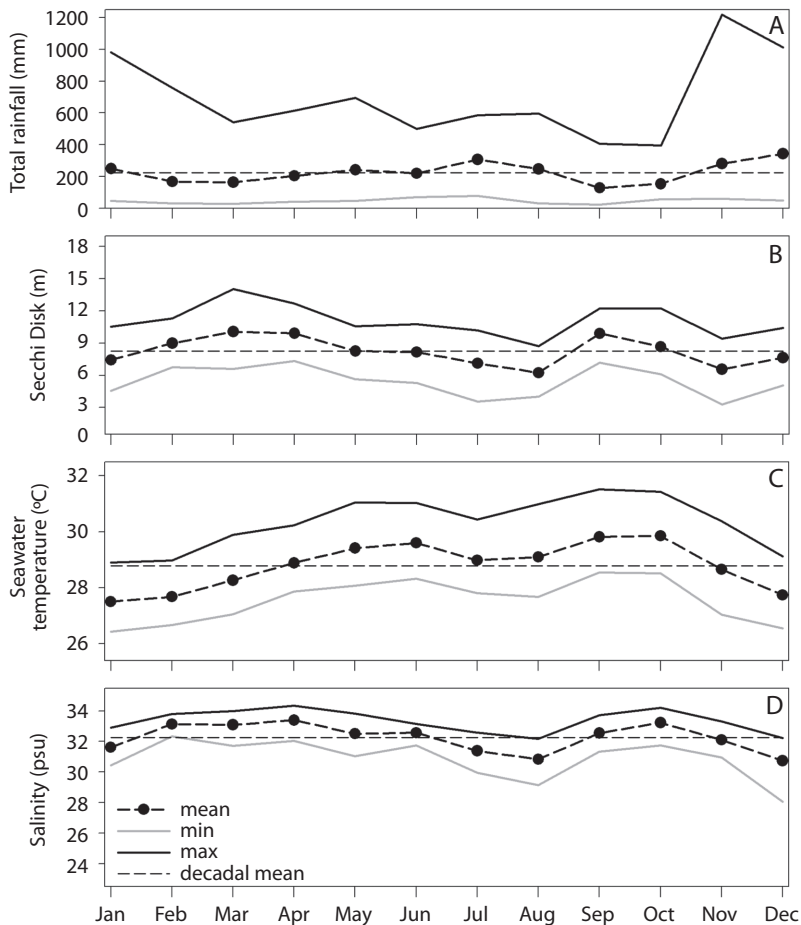 A
Total rainfall (mm)
1200
1000
800
600
400
200
0
B
Secchi Disk (m)
18
15
12
9
6
3
0
C
Seawater
temperature (ºC)
32
30
28
26
D
Salinity (psu)
34
32
30
28
26
24
mean
min
max
decadal mean
Jan Feb Mar Apr May Jun Jul Aug Sep Oct Nov Dec